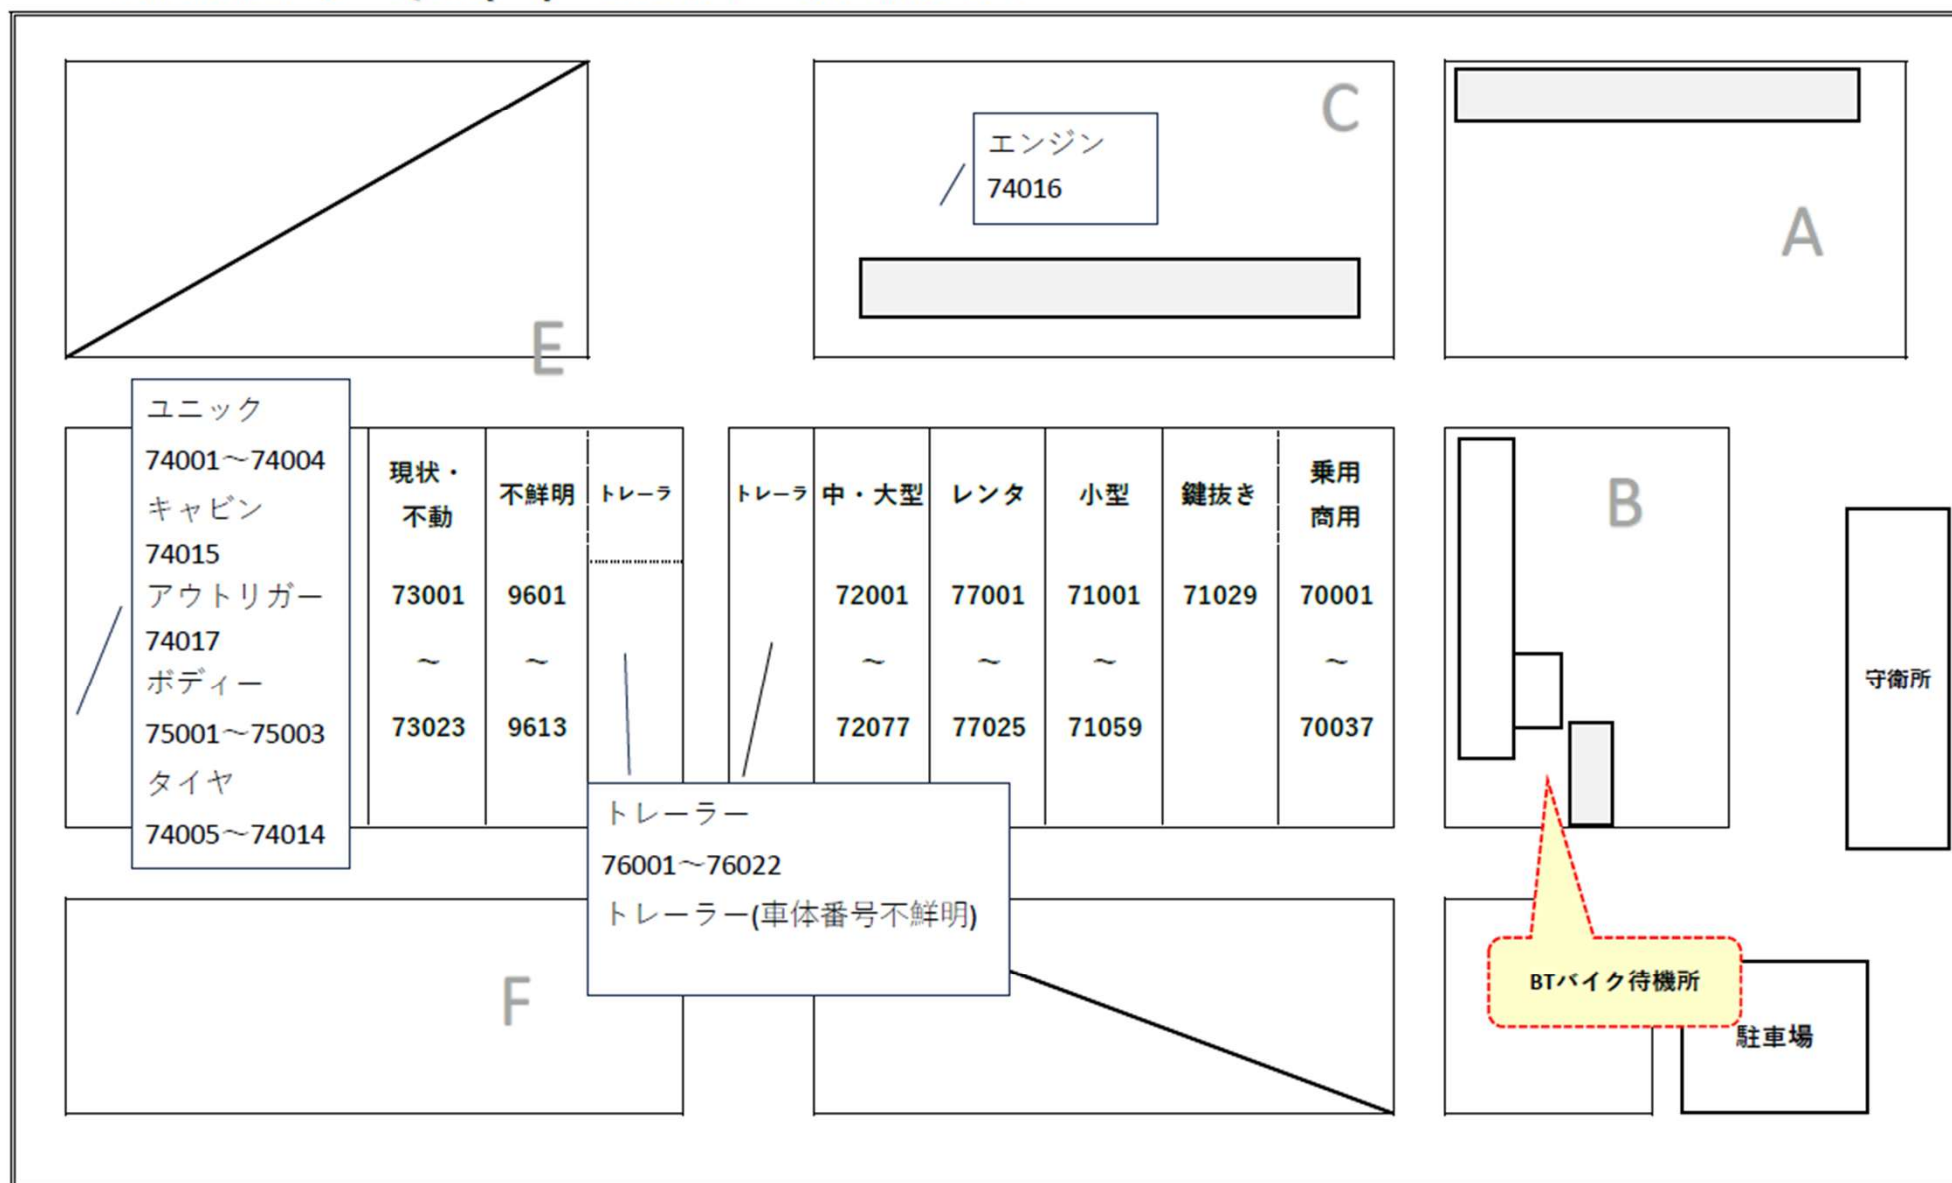 C
エンジン
74016
A
E
ユニック
74001～74004
キャビン
74015
アウトリガー
74017
ボディー
75001～75003
タイヤ
74005～74014
現状・
不動
73001
～
73023
不鮮明
9601
～
9613
トレーラ
トレーラ
中・大型
72001
～
72077
レンタ
77001
～
77025
小型
71001
～
71059
鍵抜き
71029
乗用
商用
70001
～
70037
B
守衛所
トレーラー
76001～76022
トレーラー(車体番号不鮮明)
F
BTバイク待機所
駐車場